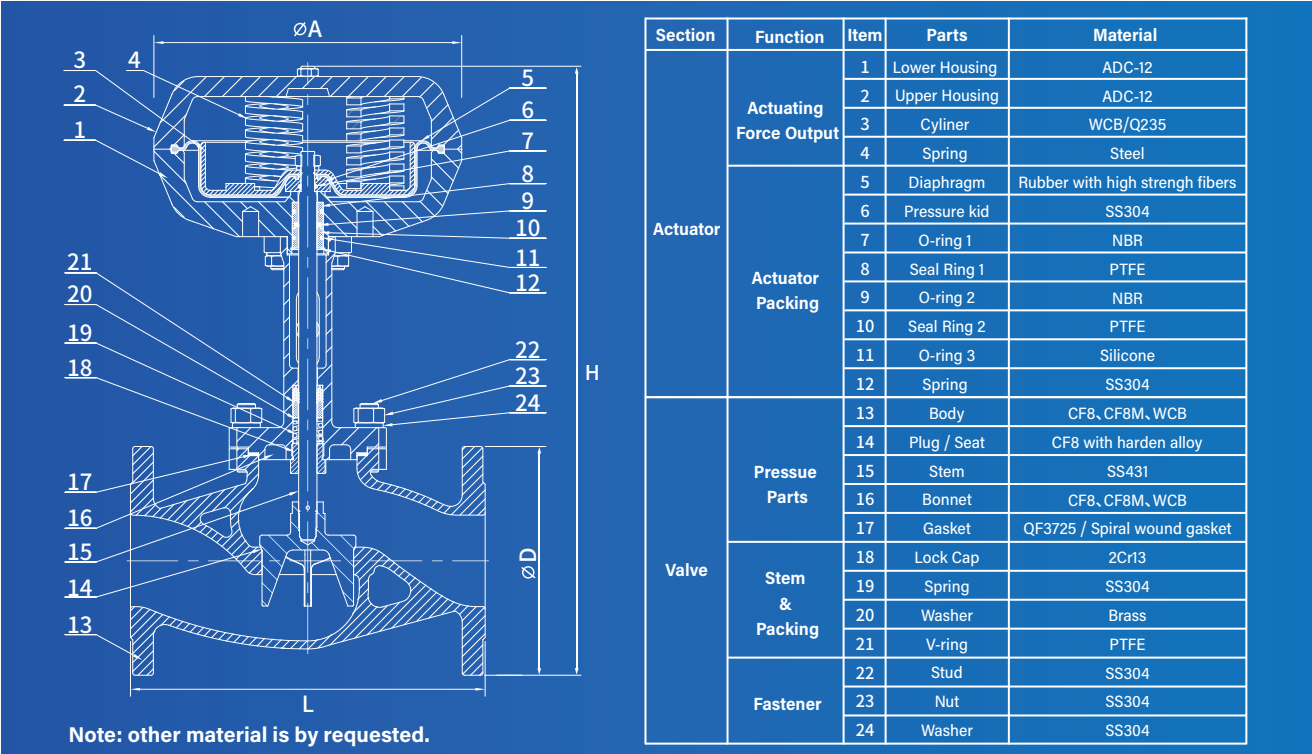 ⌀A
3
4
2
1
5
6
7
8
9
10
11
12
21
20
19
18
22
23
24
H
17
16
15
14
13
⌀D
L
Note: other material is by requested.
Section Function Item Parts Material
Actuator
Actuating
Force Output
1 Lower Housing ADC-12
2 Upper Housing ADC-12
3 Cyliner WCB/Q235
4 Spring Steel
Actuator
Packing
5 Diaphragm Rubber with high strengh fibers
6 Pressure kid SS304
7 O-ring 1 NBR
8 Seal Ring 1 PTFE
9 O-ring 2 NBR
10 Seal Ring 2 PTFE
11 O-ring 3 Silicone
12 Spring SS304
Valve
Pressue
Parts
13 Body CF8、CF8M、WCB
14 Plug / Seat CF8 with harden alloy
15 Stem SS431
16 Bonnet CF8、CF8M、WCB
17 Gasket QF3725 / Spiral wound gasket
Stem
&
Packing
18 Lock Cap 2Cr13
19 Spring SS304
20 Washer Brass
21 V-ring PTFE
Fastener
22 Stud SS304
23 Nut SS304
24 Washer SS304